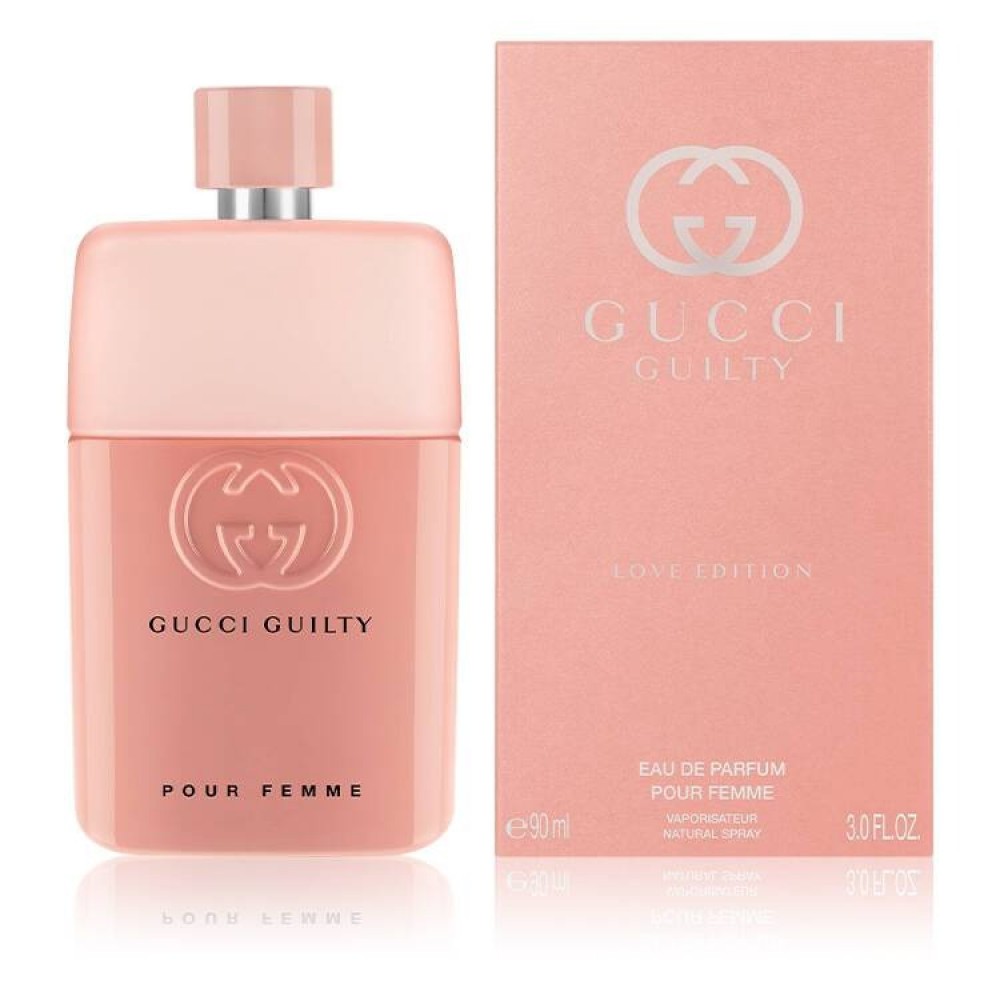 GUCCI GUILTY
POUR FEMME
GUCCI
GUILTY
LOVE EDITION
EAU DE PARFUM
POUR FEMME
VAPORISATEUR
NATURAL SPRAY
℮90 ml
3.0 FL.OZ.